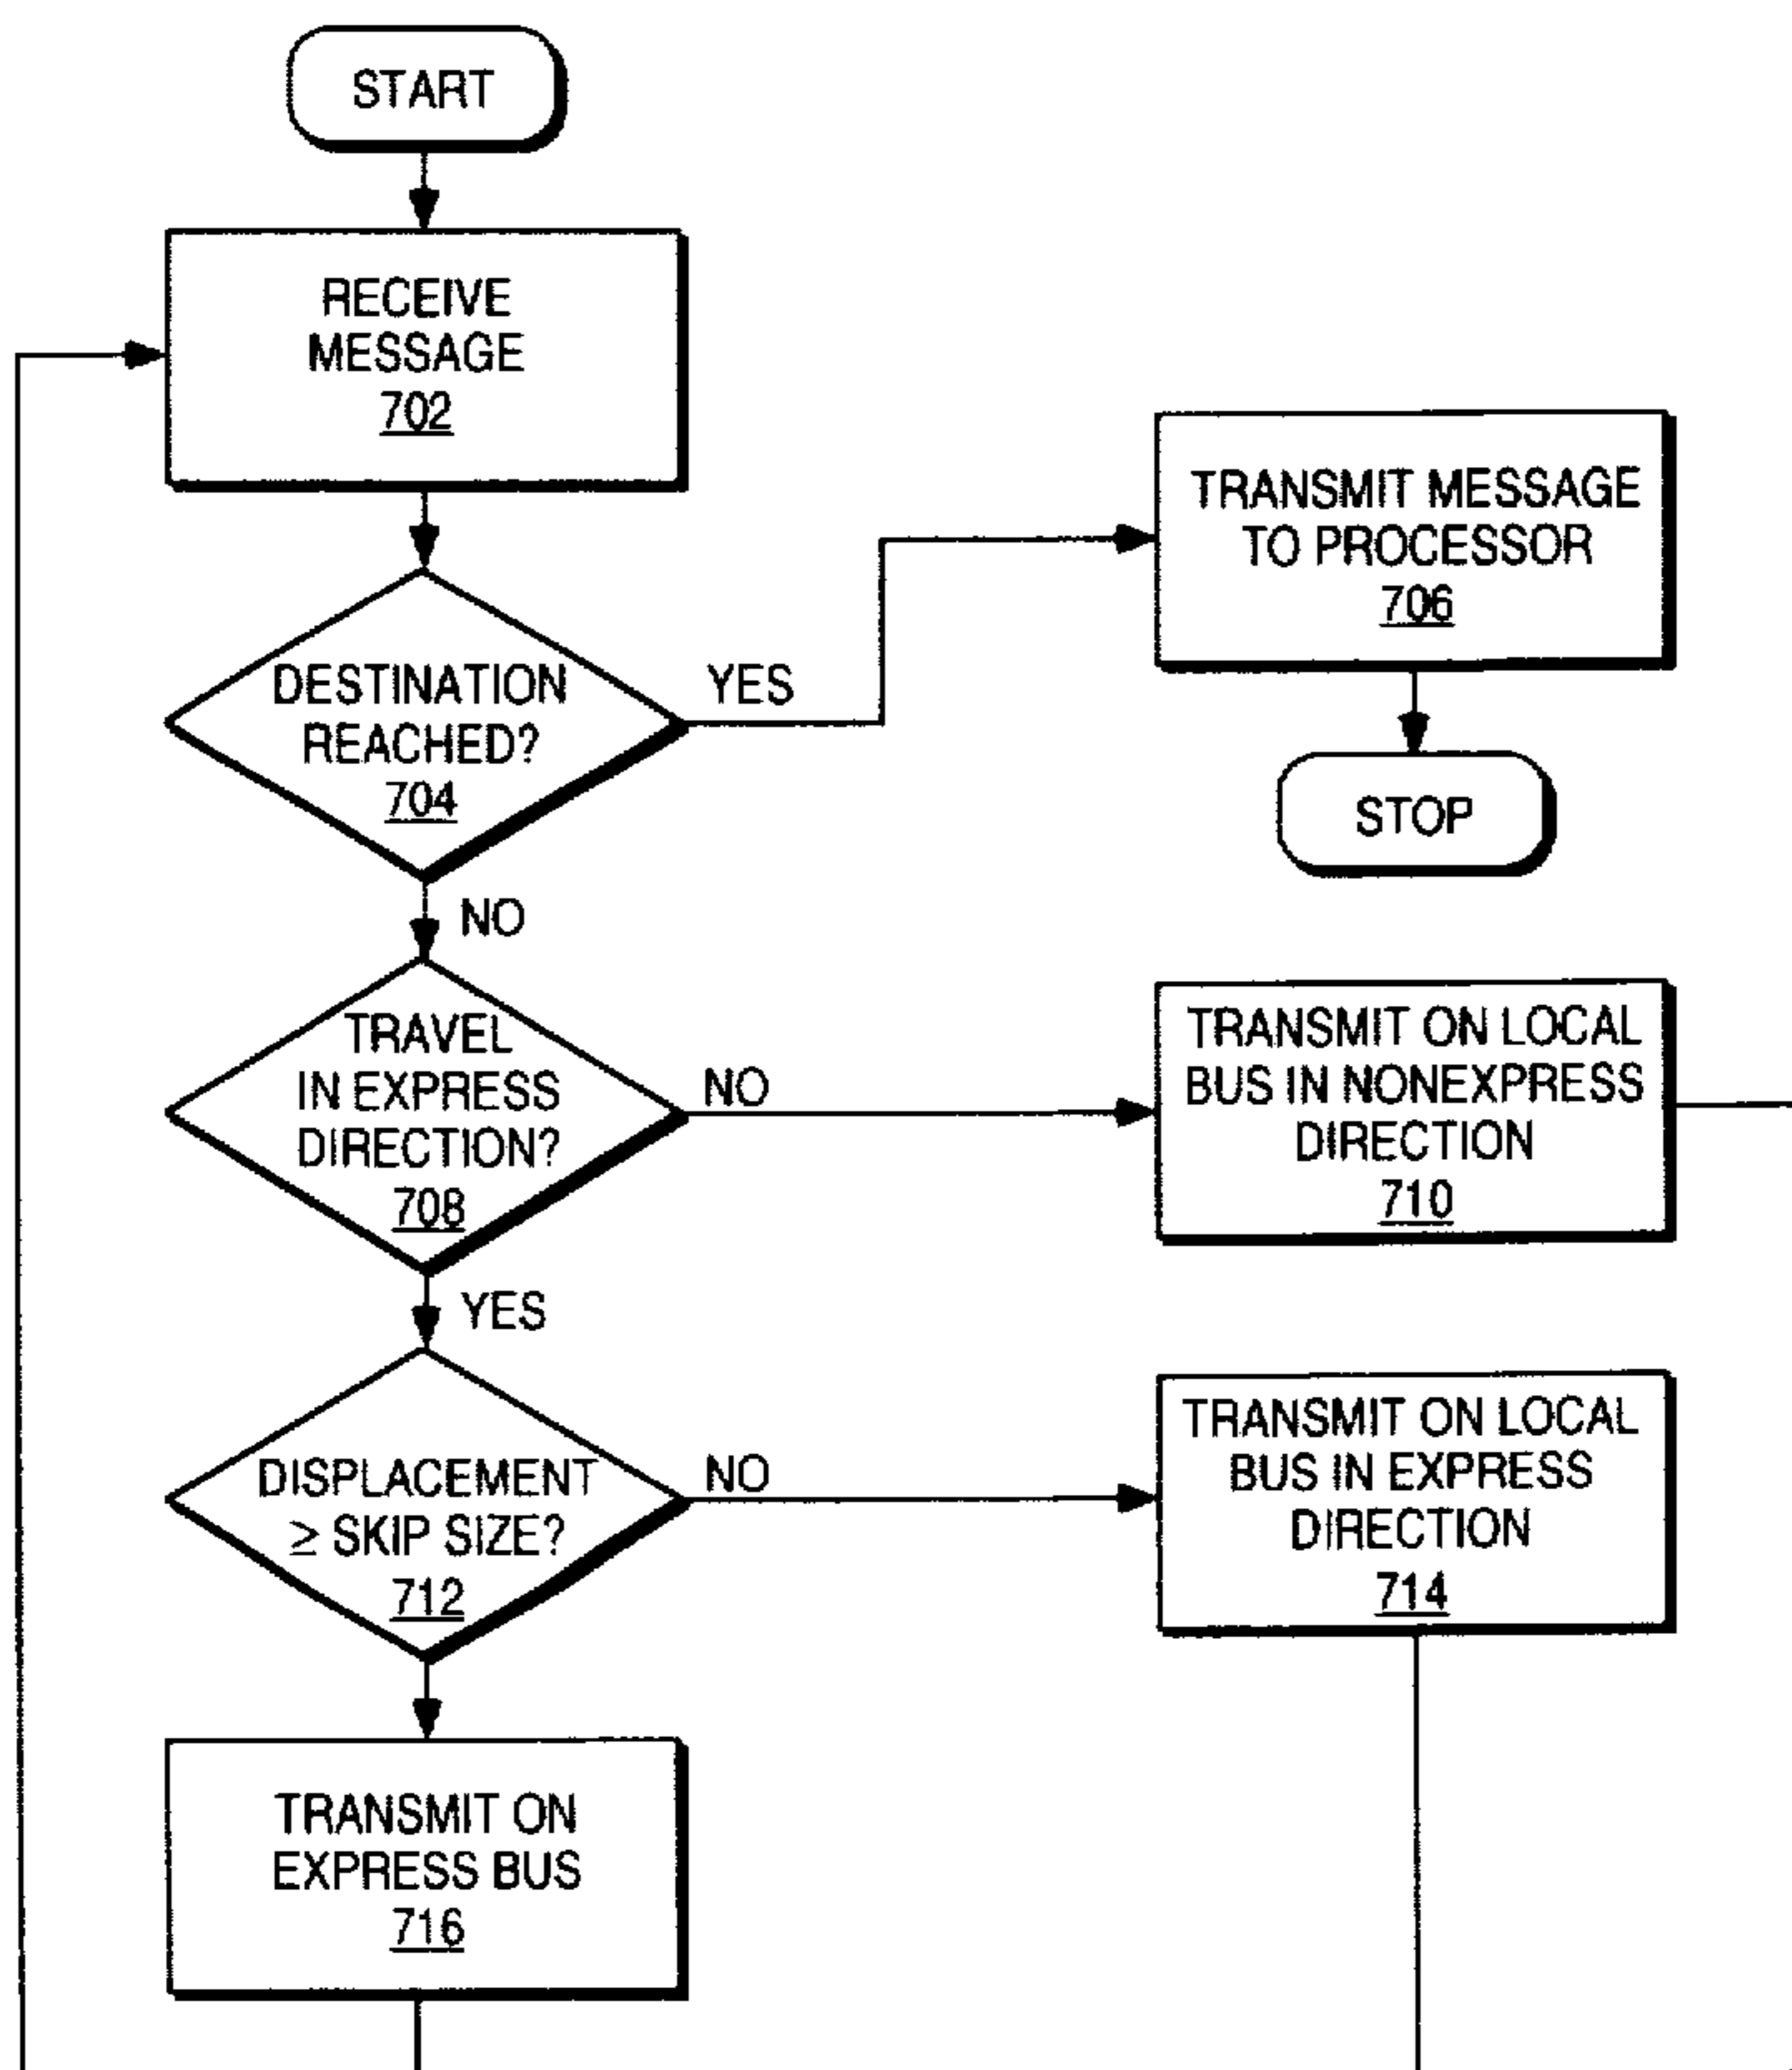 START
RECEIVE
MESSAGE
702
TRANSMIT MESSAGE
TO PROCESSOR
706
DESTINATION
REACHED?
704
YES
STOP
NO
TRAVEL
IN EXPRESS
DIRECTION?
708
NO
TRANSMIT ON LOCAL
BUS IN NONEXPRESS
DIRECTION
710
YES
DISPLACEMENT
≥ SKIP SIZE?
712
NO
TRANSMIT ON LOCAL
BUS IN EXPRESS
DIRECTION
714
TRANSMIT ON
EXPRESS BUS
716